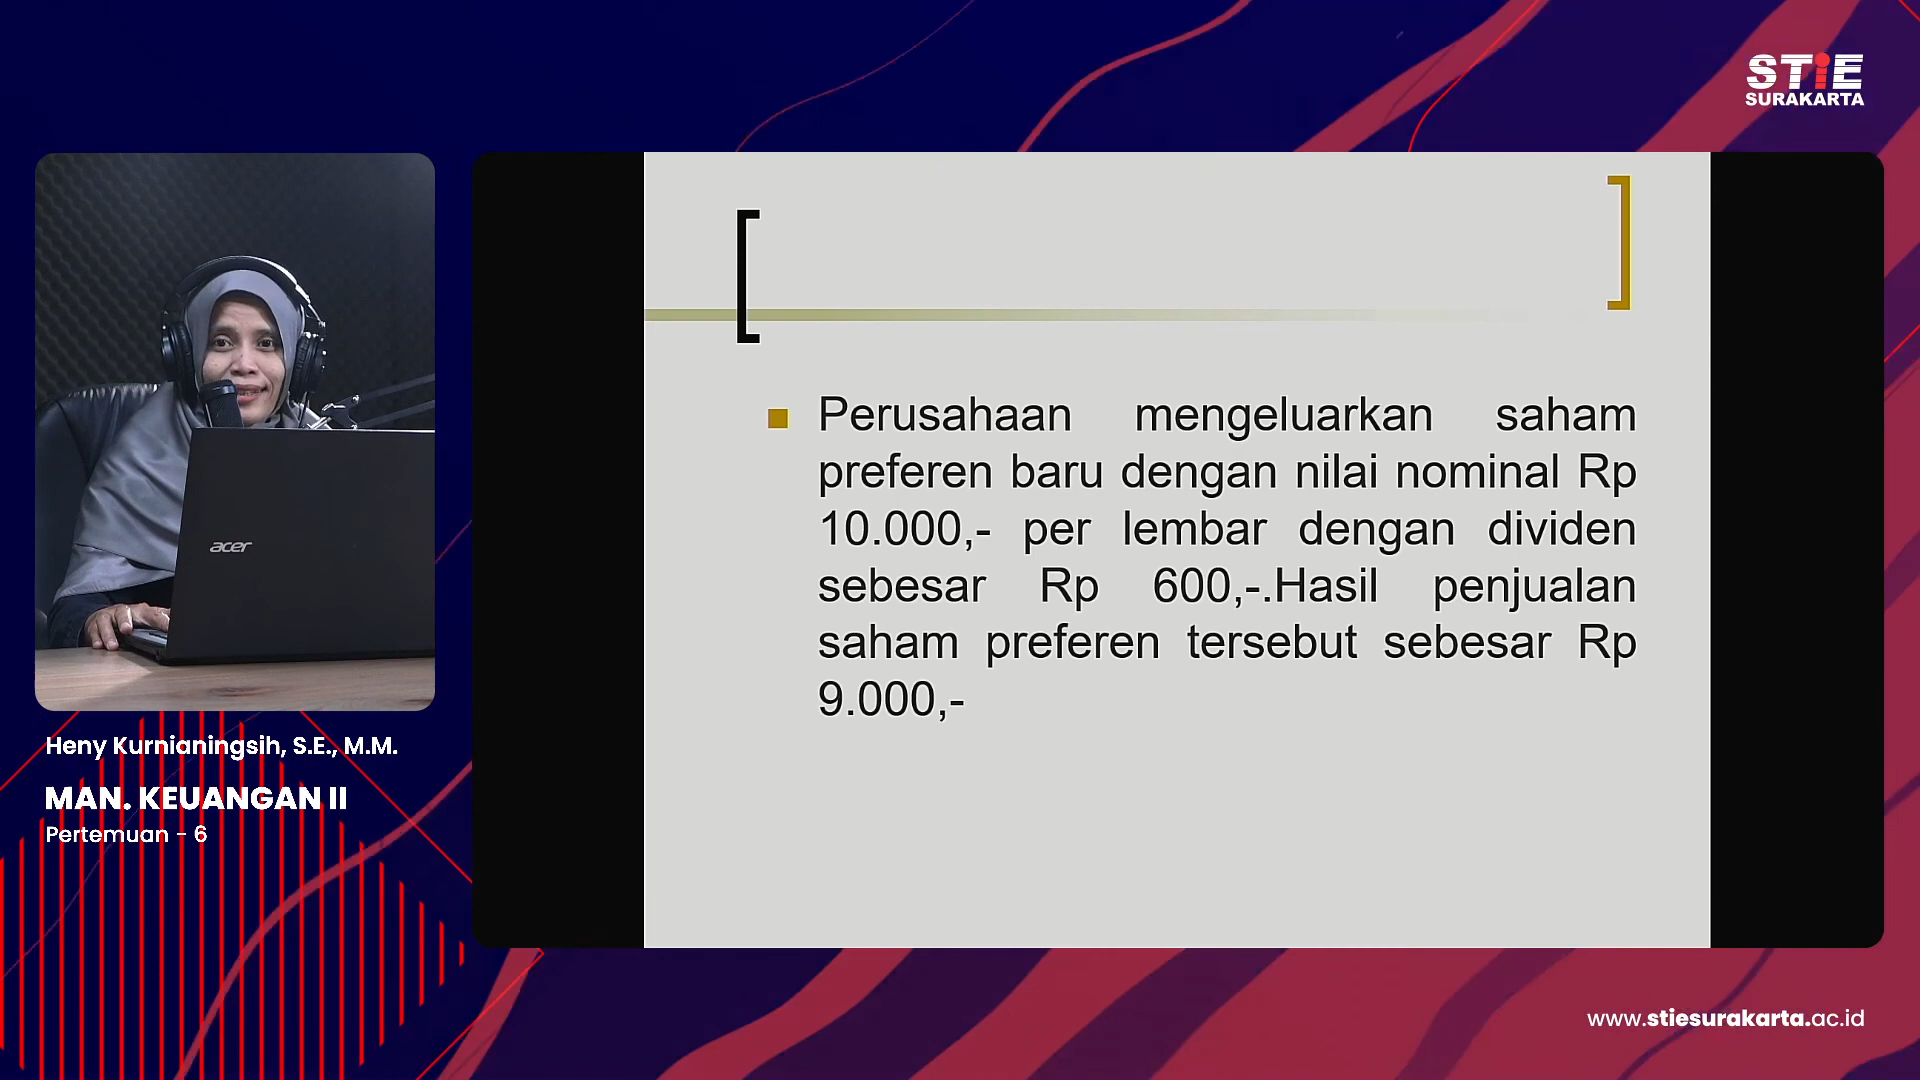 STiE
SURAKARTA
Perusahaan mengeluarkan saham
preferen baru dengan nilai nominal Rp
10.000,- per lembar dengan dividen
sebesar Rp 600,-.Hasil penjualan
saham preferen tersebut sebesar Rp
9.000,-
acer
Heny Kurnianingsih, S.E., M.M.
MAN. KEUANGAN II
Pertemuan - 6
www.stiesurakarta.ac.id